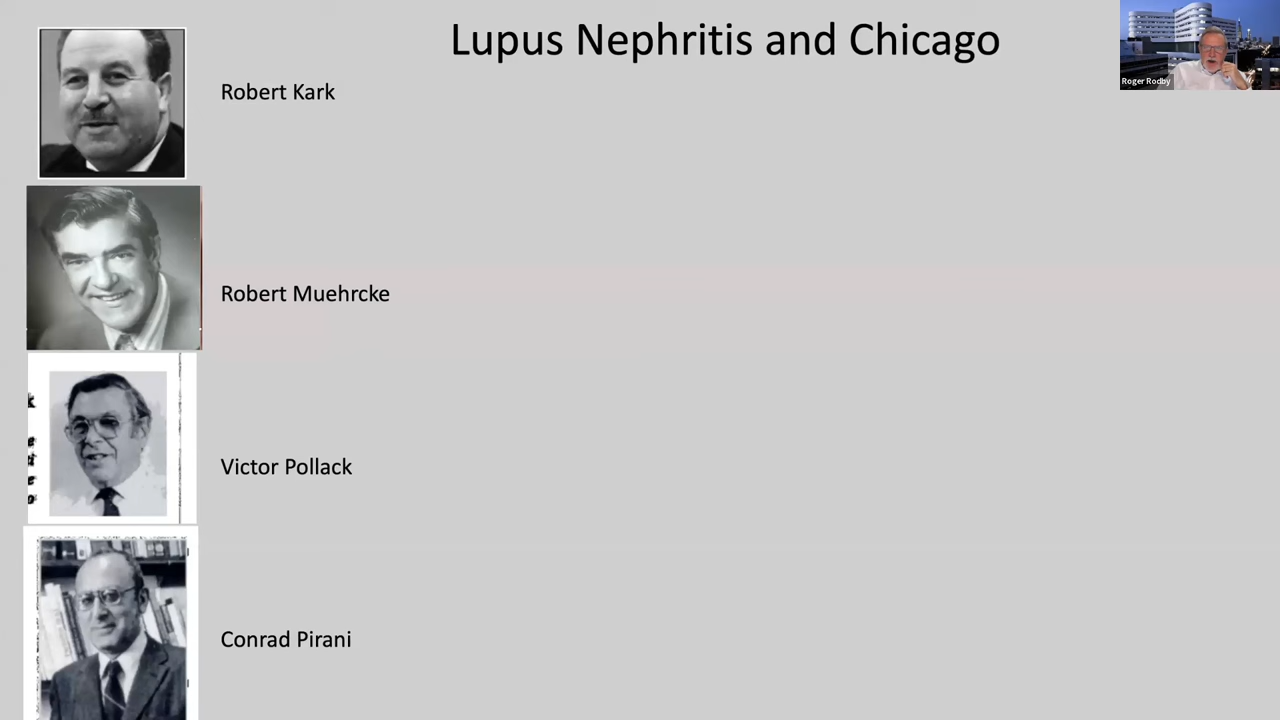 Lupus Nephritis and Chicago
Roger Rodby
Robert Kark
Robert Muehrcke
Victor Pollack
Conrad Pirani